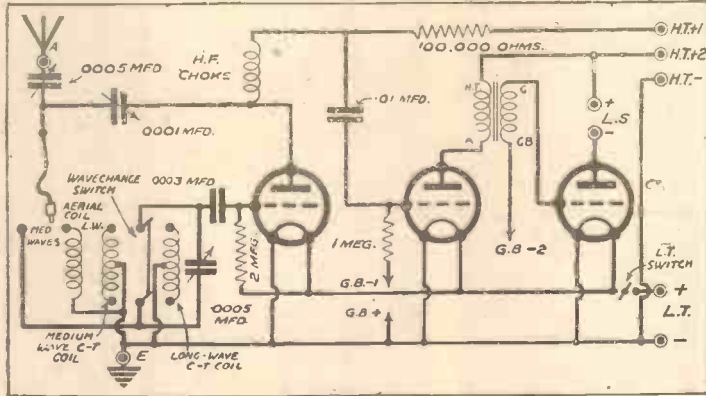 A
.0005 MFD
H.F.
CHOKE
.0001 MFD.
100,000 OHMS.
H.T.+1
H.T.+2
H.T.-
.01 MFD.
H.T.
G
P
GB
+
L.S
-
WAVECHANGE
SWITCH
.0003 MFD
AERIAL
COIL
L.W.
MED
WAVES
2 MEG.
1 MEG.
G.B-1
G.B+
G.B-2
L.T.
SWITCH
+
L.T.
-
.0005
MFD
MEDIUM
WAVE C-T
COIL
E
LONG-WAVE
C-T COIL